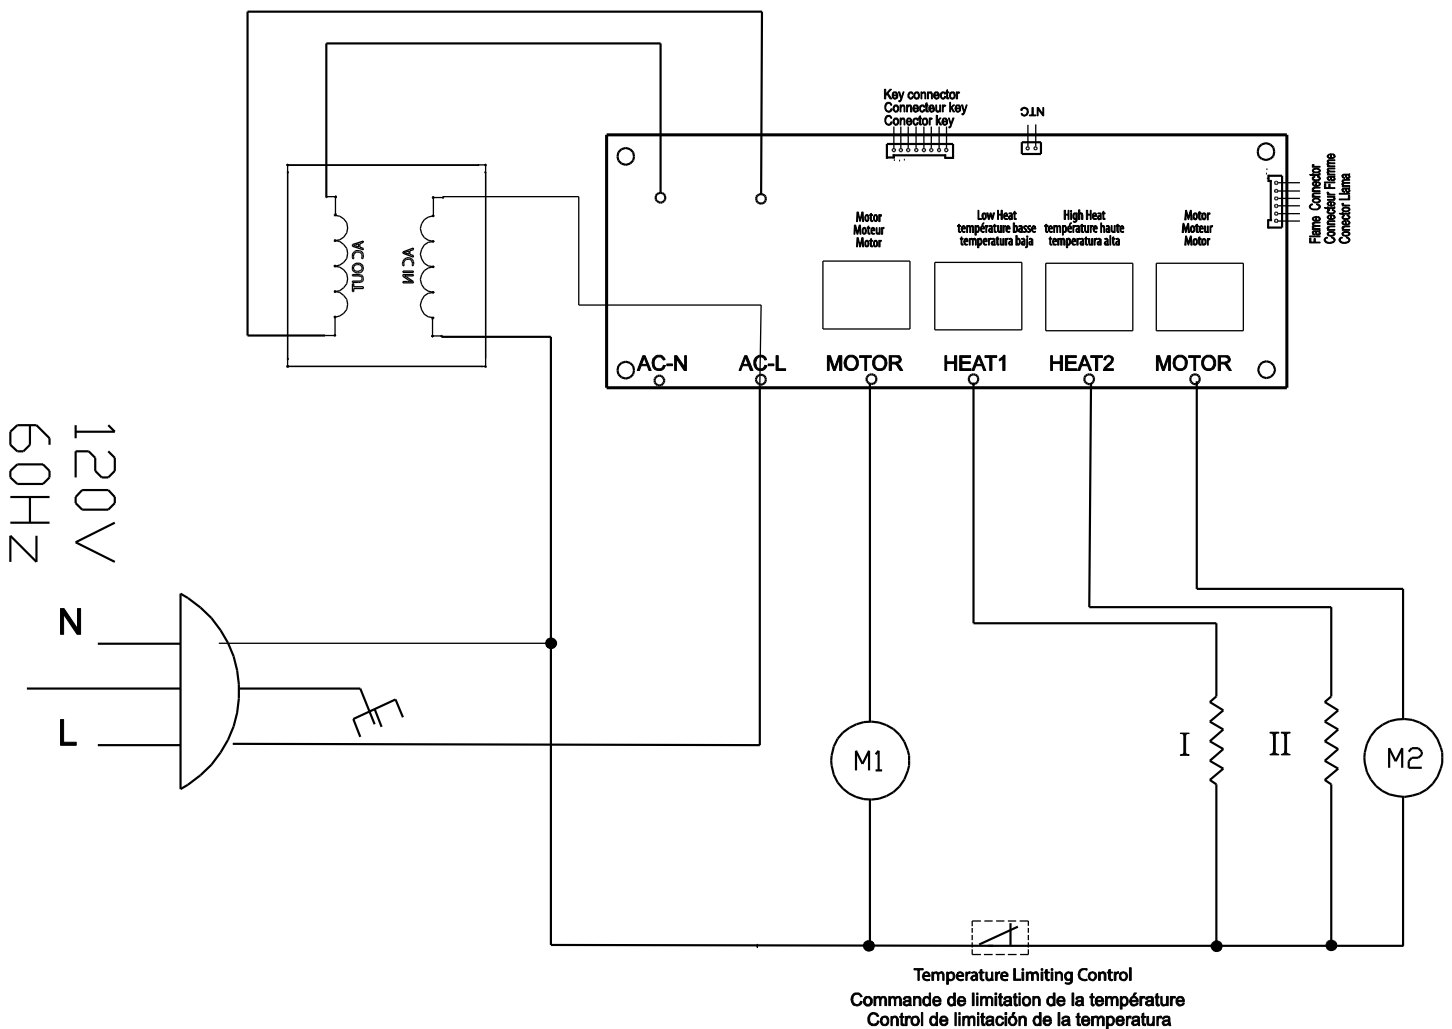 Key connector
Connecteur key
Conector key
NTC
Flame Connector
Connecteur Flamme
Conector Llama
Motor
Moteur
Motor
Low Heat
température basse
temperatura baja
High Heat
température haute
temperatura alta
Motor
Moteur
Motor
AC OUT
AC IN
AC-N
AC-L
MOTOR
HEAT1
HEAT2
MOTOR
120V
60Hz
N
L
M1
I
II
M2
Temperature Limiting Control
Commande de limitation de la température
Control de limitación de la temperatura